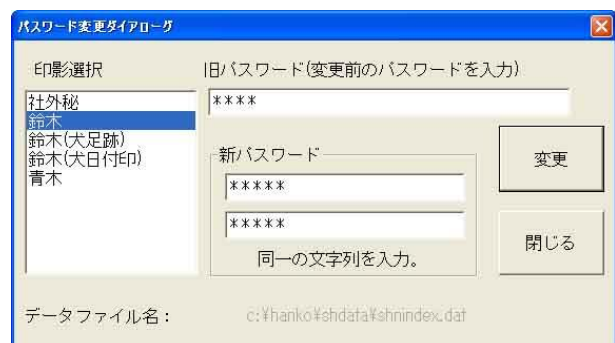 パスワード変更ダイアローグ
印影選択
旧パスワード(変更前のパスワードを入力)
社外秘
鈴木
鈴木(犬足跡)
鈴木(犬日付印)
青木
****
新パスワード
*****
*****
同一の文字列を入力。
変更
閉じる
データファイル名：
c:¥hanko¥shdata¥shnindex.dat